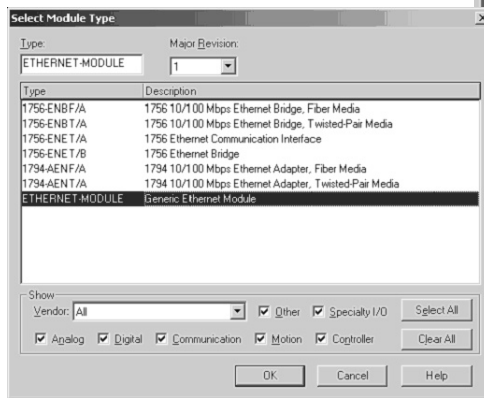 Select Module Type
Type: Major Revision:
ETHERNET-MODULE 1
Type Description
1756-ENBF/A 1756 10/100 Mbps Ethernet Bridge, Fiber Media
1756-ENBT/A 1756 10/100 Mbps Ethernet Bridge, Twisted-Pair Media
1756-ENET/A 1756 Ethernet Communication Interface
1756-ENET/B 1756 Ethernet Bridge
1794-AENF/A 1794 10/100 Mbps Ethernet Adapter, Fiber Media
1794-AENT/A 1794 10/100 Mbps Ethernet Adapter, Twisted-Pair Media
ETHERNET-MODULE Generic Ethernet Module
Show
Vendor: All Other Specialty I/O Select All
Analog Digital Communication Motion Controller Clear All
OK Cancel Help